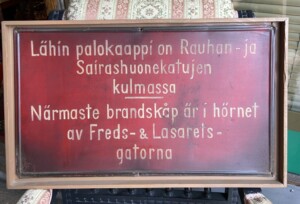 Lähin palokaappi on Rauhan- ja
Sairashuonekatujen
kulmassa
Närmaste brandskåp är i hörnet
av Freds- & Lasarets-
gatorna